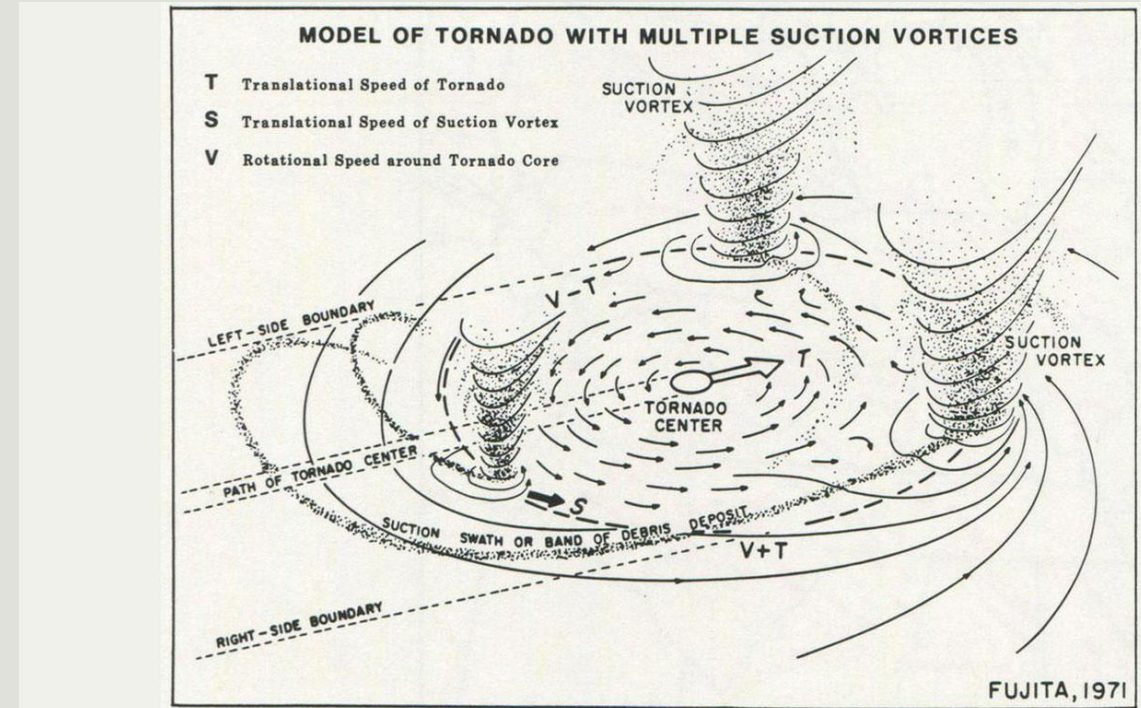 MODEL OF TORNADO WITH MULTIPLE SUCTION VORTICES
T Translational Speed of Tornado
S Translational Speed of Suction Vortex
V Rotational Speed around Tornado Core
SUCTION
VORTEX
LEFT-SIDE BOUNDARY
V-T
SUCTION
VORTEX
T
TORNADO
CENTER
PATH OF TORNADO CENTER
S
SUCTION SWATH OR BAND OF DEBRIS DEPOSIT
V+T
RIGHT-SIDE BOUNDARY
FUJITA, 1971